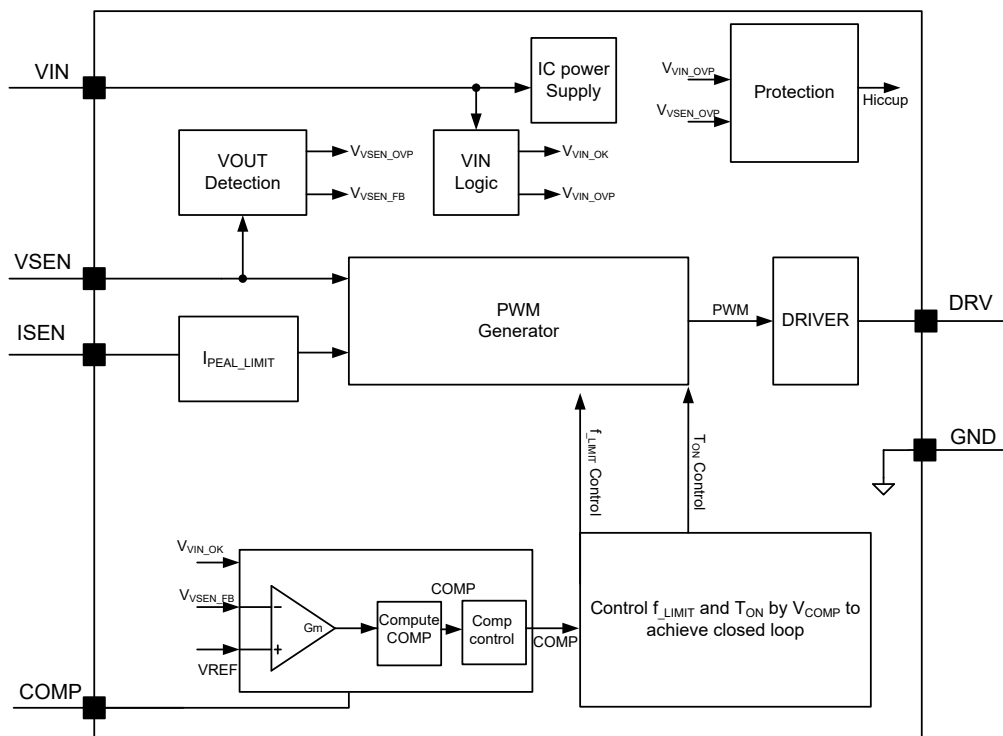 VIN
IC power
Supply
V_VIN_OVP
V_VSEN_OVP
Protection
Hiccup
VOUT
Detection
V_VSEN_OVP
V_VSEN_FB
VIN
Logic
V_VIN_OK
V_VIN_OVP
VSEN
ISEN
I_PEAL_LIMIT
PWM
Generator
PWM
DRIVER
DRV
GND
f_LIMIT Control
T_ON Control
V_VIN_OK
V_VSEN_FB
VREF
Gm
Compute
COMP
COMP
Comp
control
COMP
Control f_LIMIT and T_ON by V_COMP to
achieve closed loop
COMP